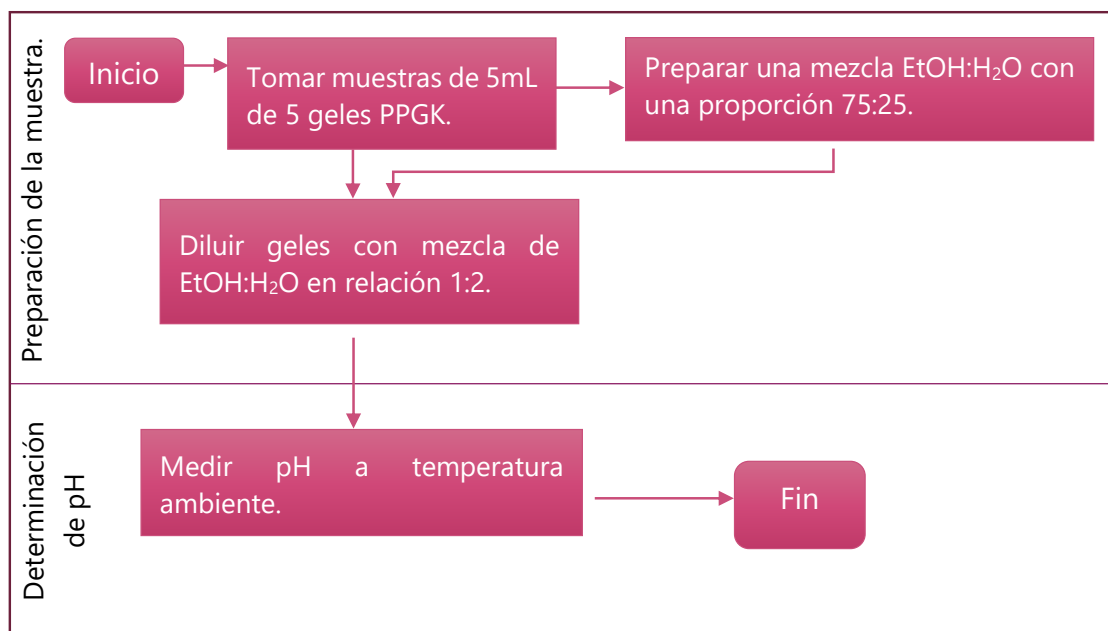 Preparación de la muestra.
Inicio
Tomar muestras de 5mL
de 5 geles PPGK.
Preparar una mezcla EtOH:H₂O con
una proporción 75:25.
Diluir geles con mezcla de
EtOH:H₂O en relación 1:2.
Determinación
de pH
Medir pH a temperatura
ambiente.
Fin